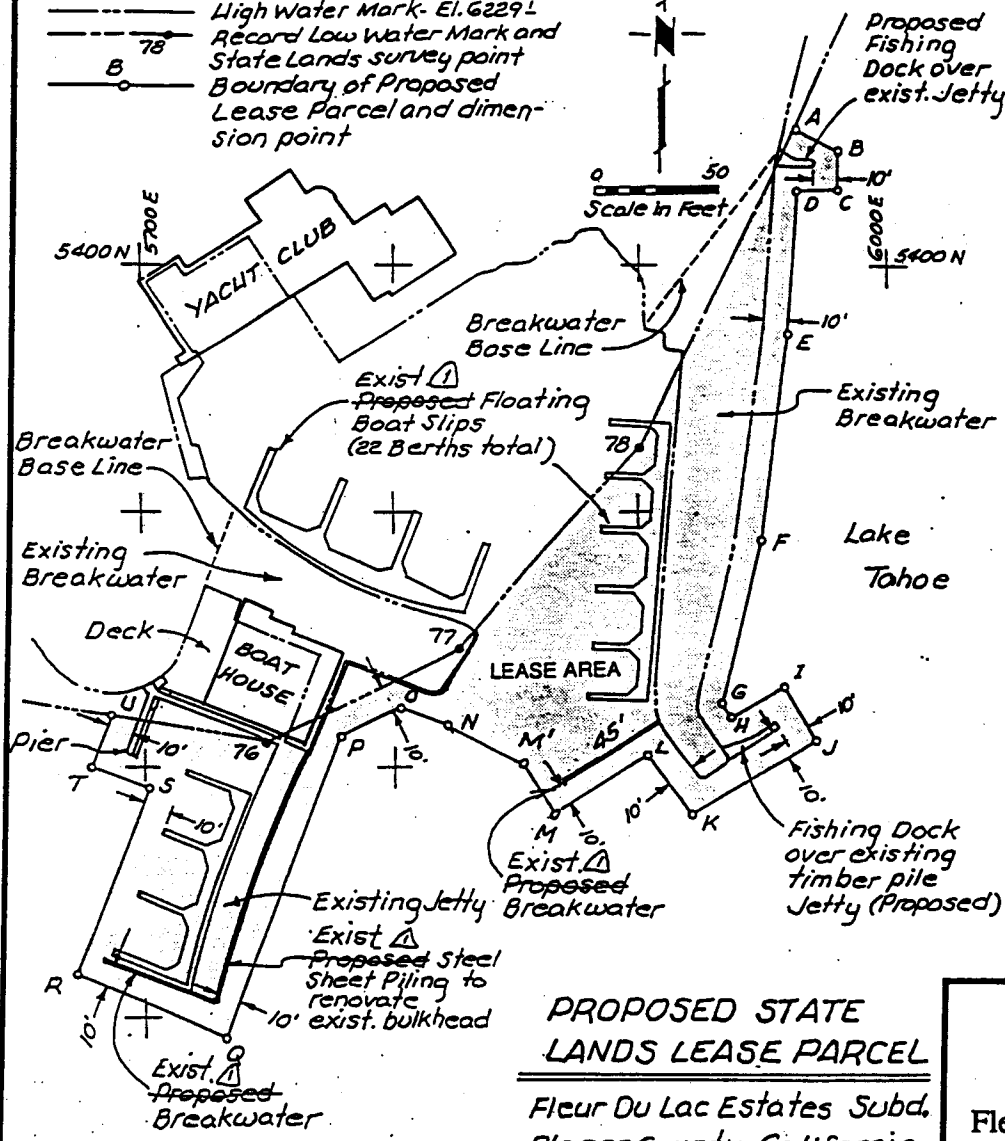 High Water Mark- El. 6229±
Record Low Water Mark and
78
State Lands survey point
B
Boundary of Proposed
Lease Parcel and dimen-
sion point
0 50
Scale In Feet
Proposed
Fishing
Dock over
exist. Jetty
A
B
10'
D
C
5700 E
5400 N
6000 E
5400 N
YACHT CLUB
Breakwater
Base Line
10'
E
Exist 1
Proposed Floating
Boat Slips
(22 Berths total)
78
Existing
Breakwater
Breakwater
Base Line
F
Lake
Tahoe
Existing
Breakwater
Deck
77
BOAT
HOUSE
LEASE AREA
G
I
H
10'
U
O
N
P
10.
M'
45'
L
J
Pier
10'
76
T
S
10'
M
10.
10'
K
10.
Exist. 1
Proposed
Breakwater
Fishing Dock
over existing
timber pile
Jetty (Proposed)
Existing Jetty
Exist 1
Proposed Steel
Sheet Piling to
renovate
exist. bulkhead
R
10'
10'
Q
Exist. 1
Proposed
Breakwater
PROPOSED STATE
LANDS LEASE PARCEL
Fleur Du Lac Estates Subd.